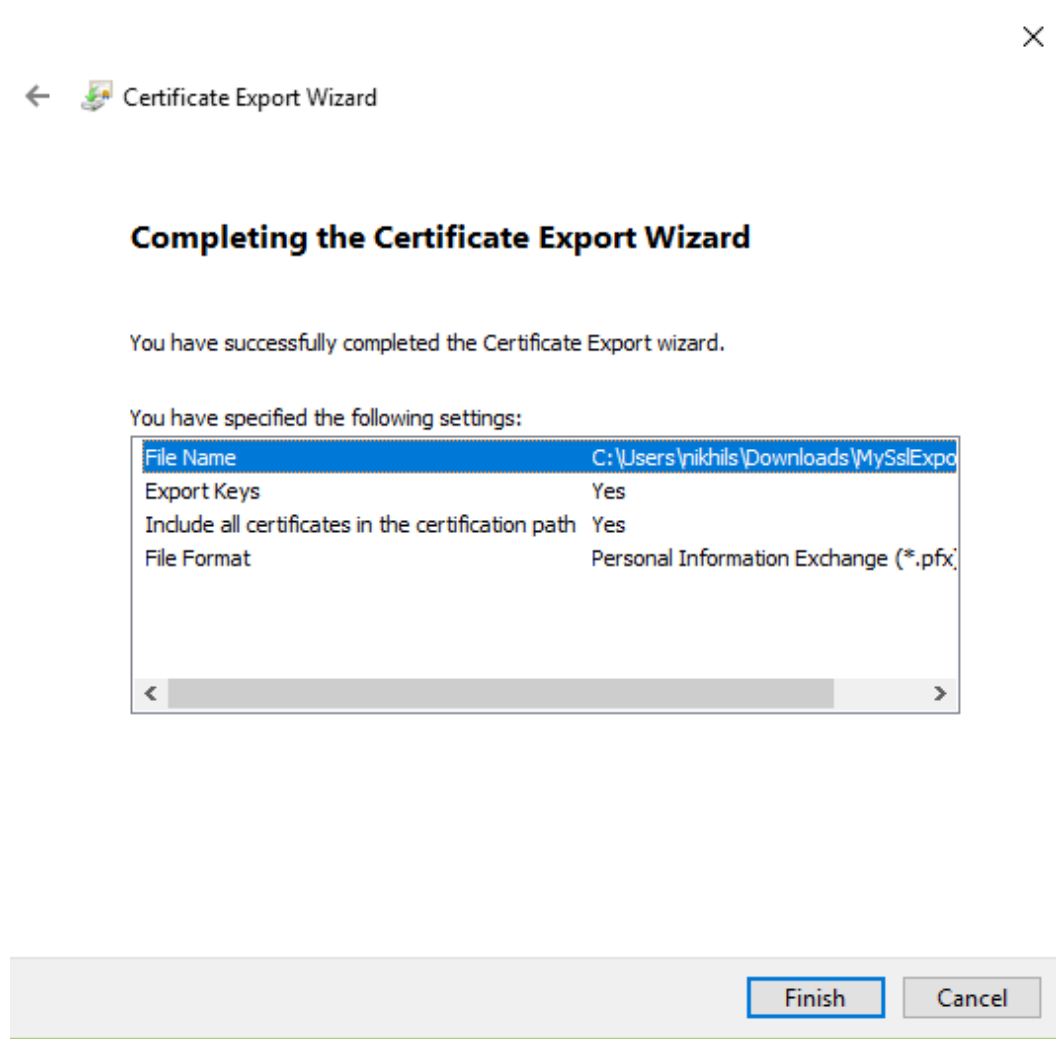 Certificate Export Wizard
Completing the Certificate Export Wizard
You have successfully completed the Certificate Export wizard.
You have specified the following settings:
File Name C:\Users\nikhils\Downloads\MySslExpo
Export Keys Yes
Include all certificates in the certification path Yes
File Format Personal Information Exchange (*.pfx)
Finish Cancel